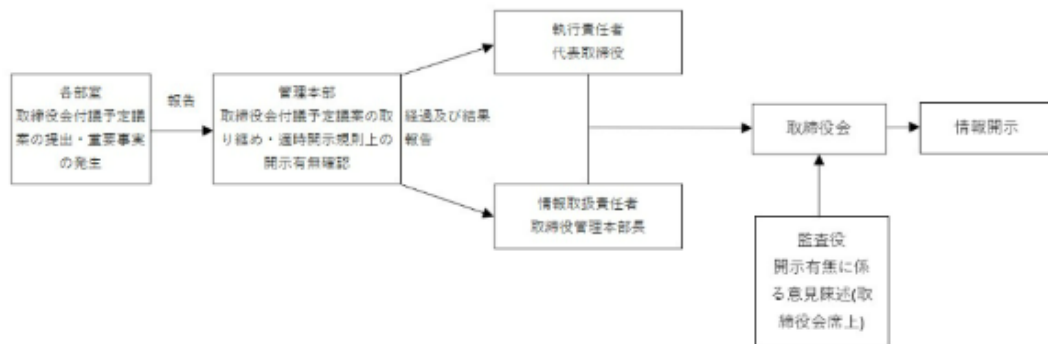 各部室
取締役会付議予定議
案の提出・重要事実
の発生
報告
管理本部
取締役会付議予定議案の取
り纏め・適時開示規則上の
開示有無確認
経過及び結果
報告
執行責任者
代表取締役
情報取扱責任者
取締役管理本部長
取締役会
情報開示
監査役
開示有無に係
る意見陳述(取
締役会席上)